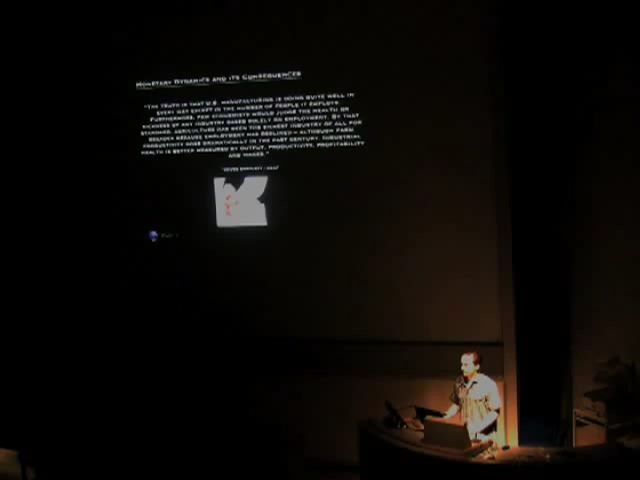 Monetary Dynamics and its Consequences
"The truth is that U.S. manufacturing is doing quite well in
every way except in the number of people it employs.
Furthermore, few economists would judge the health or
sickness of any industry based solely on employment. By that
standard, agriculture has been the sickest industry of all for
decades because employment has declined — although farm
productivity rose dramatically in the past century. Industrial
health is better measured by output, productivity, profitability
and wages."